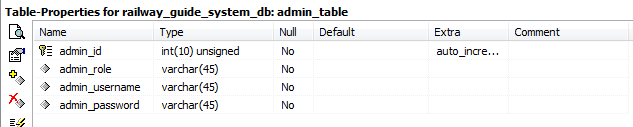 Table-Properties for railway_guide_system_db: admin_table
Name Type Null Default Extra Comment
admin_id int(10) unsigned No auto_incre...
admin_role varchar(45) No
admin_username varchar(45) No
admin_password varchar(45) No